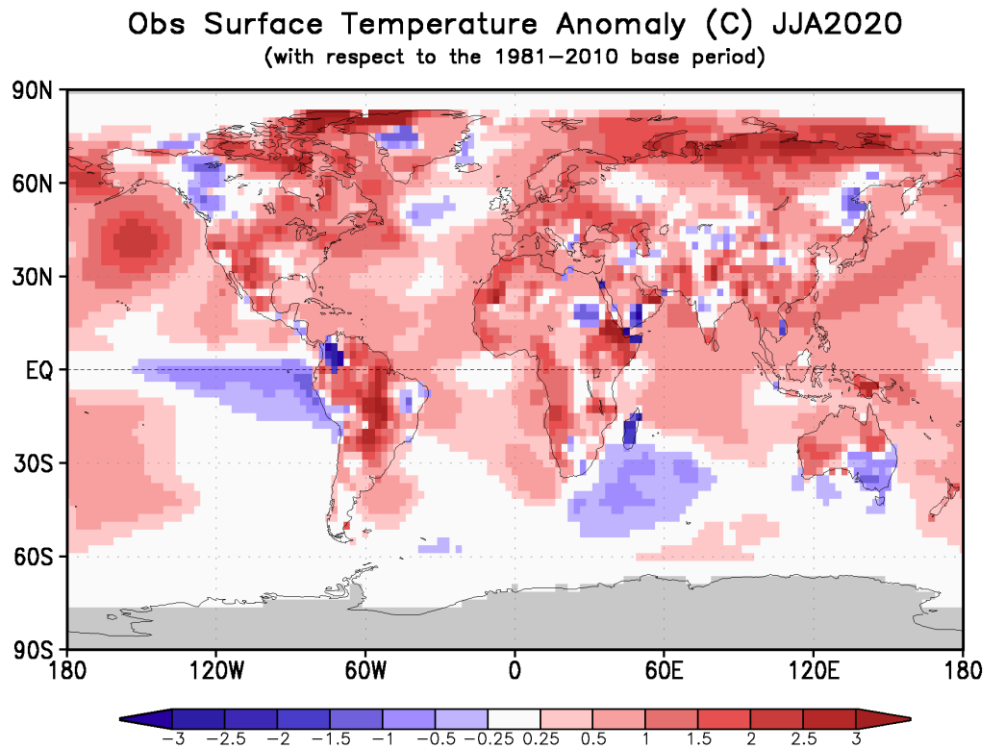 Obs Surface Temperature Anomaly (C) JJA2020
(with respect to the 1981−2010 base period)
90N
60N
30N
EQ
30S
60S
90S
180 120W 60W 0 60E 120E 180
−3 −2.5 −2 −1.5 −1 −0.5 −0.25 0.25 0.5 1 1.5 2 2.5 3